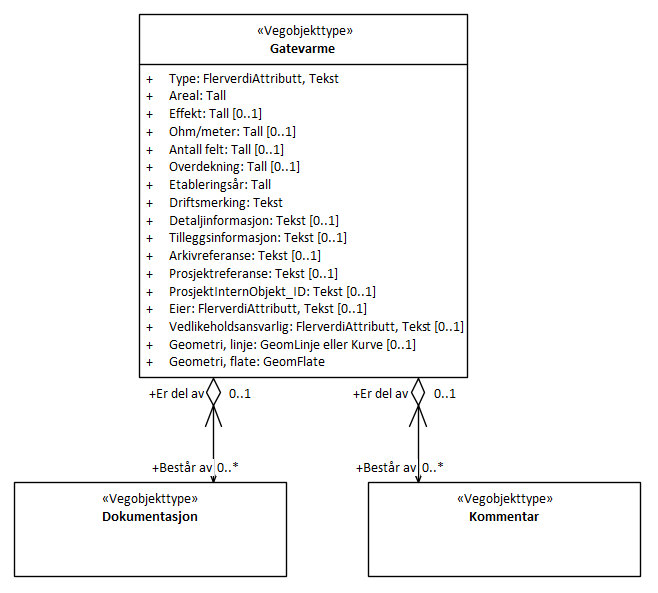 «Vegobjekttype»
Gatevarme
+ Type: FlerverdiAttributt, Tekst
+ Areal: Tall
+ Effekt: Tall [0..1]
+ Ohm/meter: Tall [0..1]
+ Antall felt: Tall [0..1]
+ Overdekning: Tall [0..1]
+ Etableringsår: Tall
+ Driftsmerking: Tekst
+ Detaljinformasjon: Tekst [0..1]
+ Tilleggsinformasjon: Tekst [0..1]
+ Arkivreferanse: Tekst [0..1]
+ Prosjektreferanse: Tekst [0..1]
+ ProsjektInternObjekt_ID: Tekst [0..1]
+ Eier: FlerverdiAttributt, Tekst [0..1]
+ Vedlikeholdsansvarlig: FlerverdiAttributt, Tekst [0..1]
+ Geometri, linje: GeomLinje eller Kurve [0..1]
+ Geometri, flate: GeomFlate
+Er del av 0..1 +Er del av 0..1
+Består av 0..* +Består av 0..*
«Vegobjekttype» «Vegobjekttype»
Dokumentasjon Kommentar